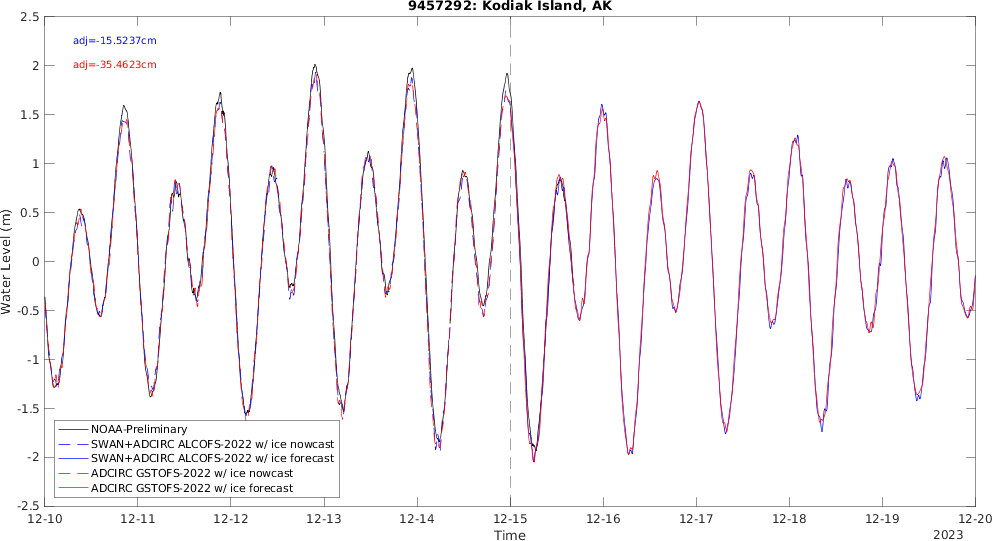 9457292: Kodiak Island, AK
2.5
adj=-15.5237cm
adj=-35.4623cm
2
1.5
1
0.5
0
-0.5
-1
-1.5
-2
-2.5
Water Level (m)
NOAA-Preliminary
SWAN+ADCIRC ALCOFS-2022 w/ ice nowcast
SWAN+ADCIRC ALCOFS-2022 w/ ice forecast
ADCIRC GSTOFS-2022 w/ ice nowcast
ADCIRC GSTOFS-2022 w/ ice forecast
12-10 12-11 12-12 12-13 12-14 12-15 12-16 12-17 12-18 12-19 12-20
Time
2023